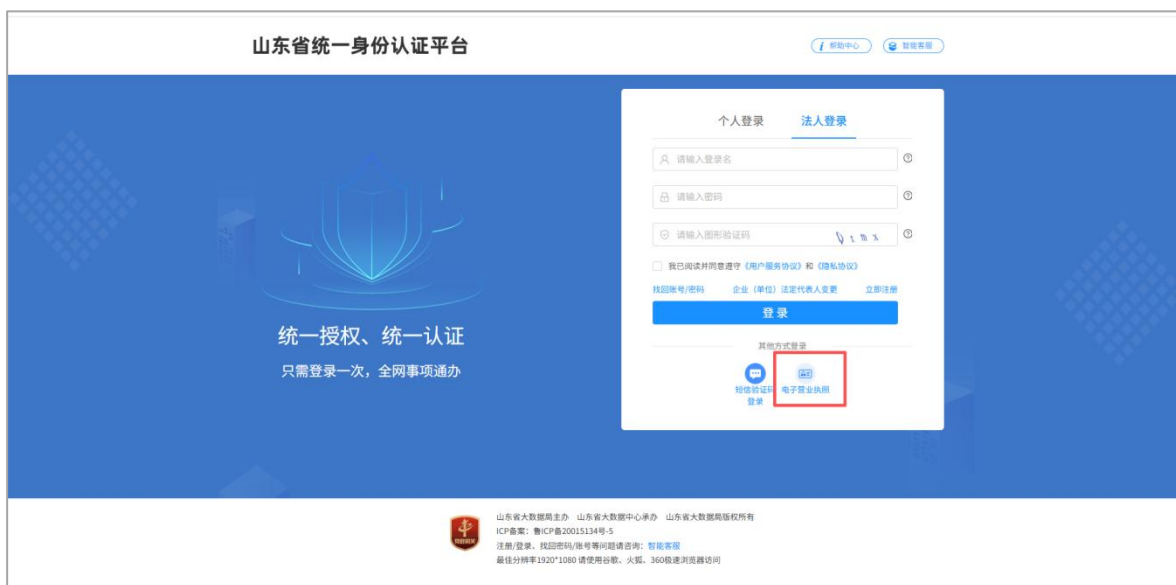 山东省统一身份认证平台
帮助中心
智能客服
个人登录 法人登录
请输入登录名
请输入密码
请输入图形验证码
我已阅读并同意遵守《用户服务协议》和《隐私协议》
找回账号/密码 企业（单位）法定代表人变更 立即注册
登录
其他方式登录
短信验证码
登录
电子营业执照
统一授权、统一认证
只需登录一次，全网事项通办
山东省大数据局主办 山东省大数据中心承办 山东省大数据局版权所有
ICP备案：鲁ICP备20015134号-5
注册/登录、找回密码/账号等问题请咨询：智能客服
最佳分辨率1920*1080 请使用谷歌、火狐、360极速浏览器访问